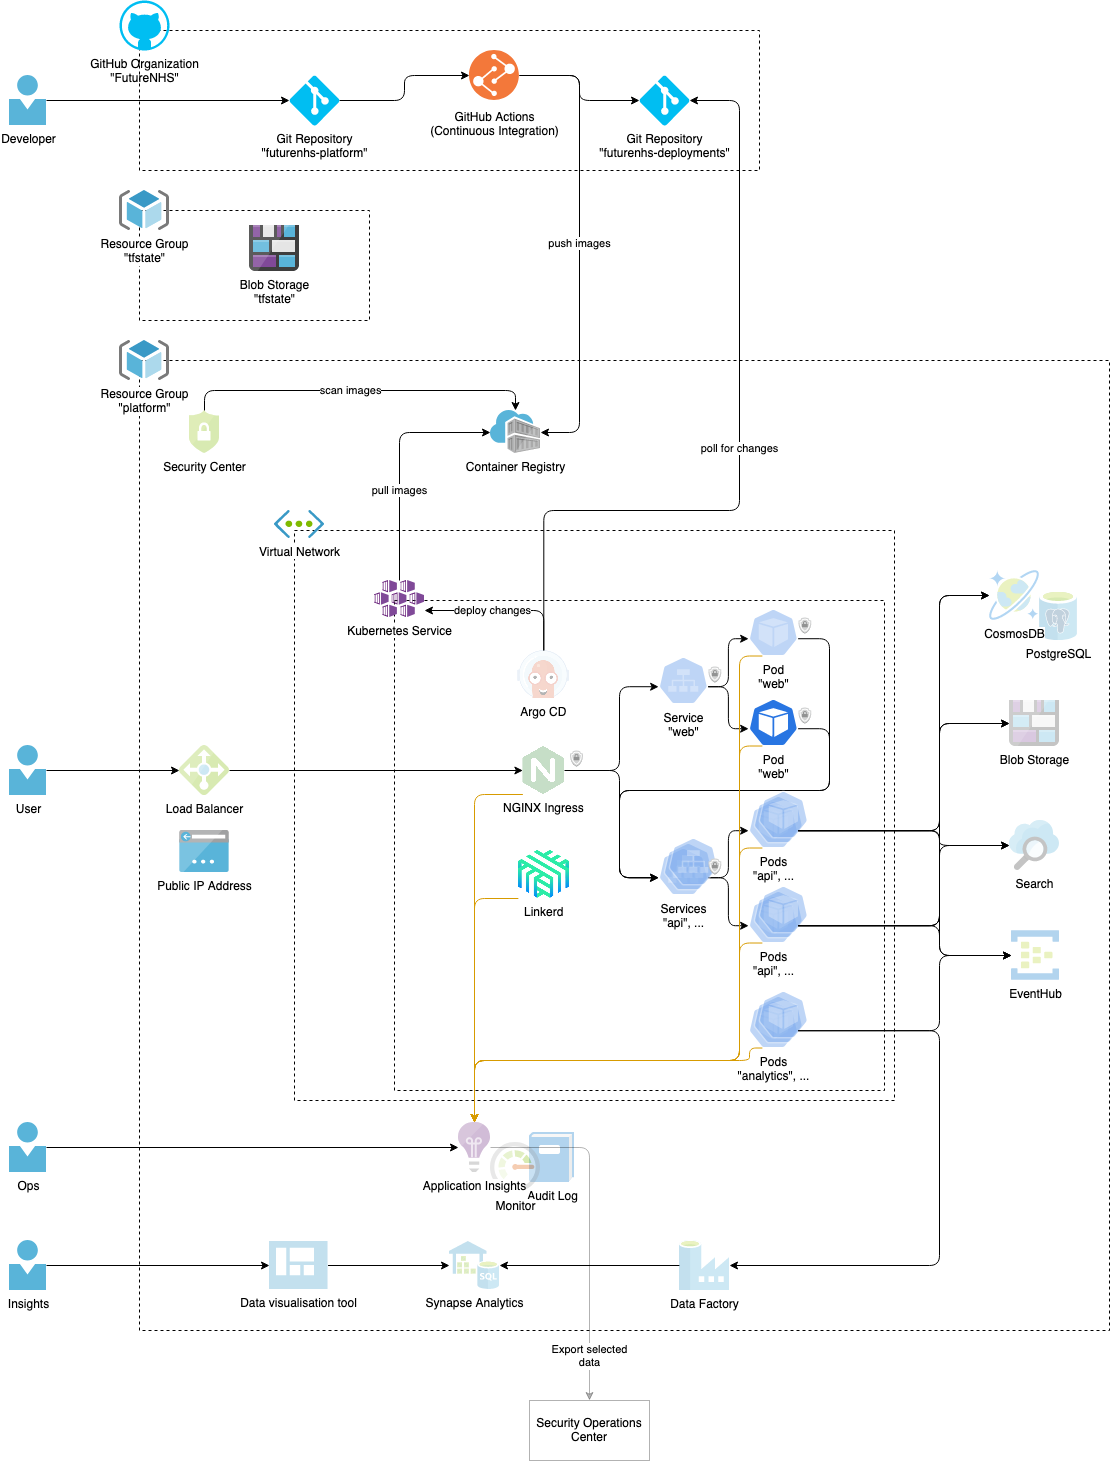 GitHub Organization
"FutureNHS"
Developer
Git Repository
"futurenhs-platform"
GitHub Actions
(Continuous Integration)
Git Repository
"futurenhs-deployments"
Resource Group
"tfstate"
Blob Storage
"tfstate"
push images
Resource Group
"platform"
scan images
Security Center
Container Registry
poll for changes
pull images
Virtual Network
Kubernetes Service
deploy changes
Argo CD
CosmosDB
PostgreSQL
Service
"web"
Pod
"web"
Pod
"web"
Blob Storage
User
Load Balancer
NGINX Ingress
Public IP Address
Linkerd
Services
"api", ...
Pods
"api", ...
Search
Pods
"api", ...
EventHub
Pods
"analytics", ...
Ops
Application Insights
Monitor
Audit Log
Insights
Data visualisation tool
SQL
Synapse Analytics
Data Factory
Export selected
data
Security Operations
Center